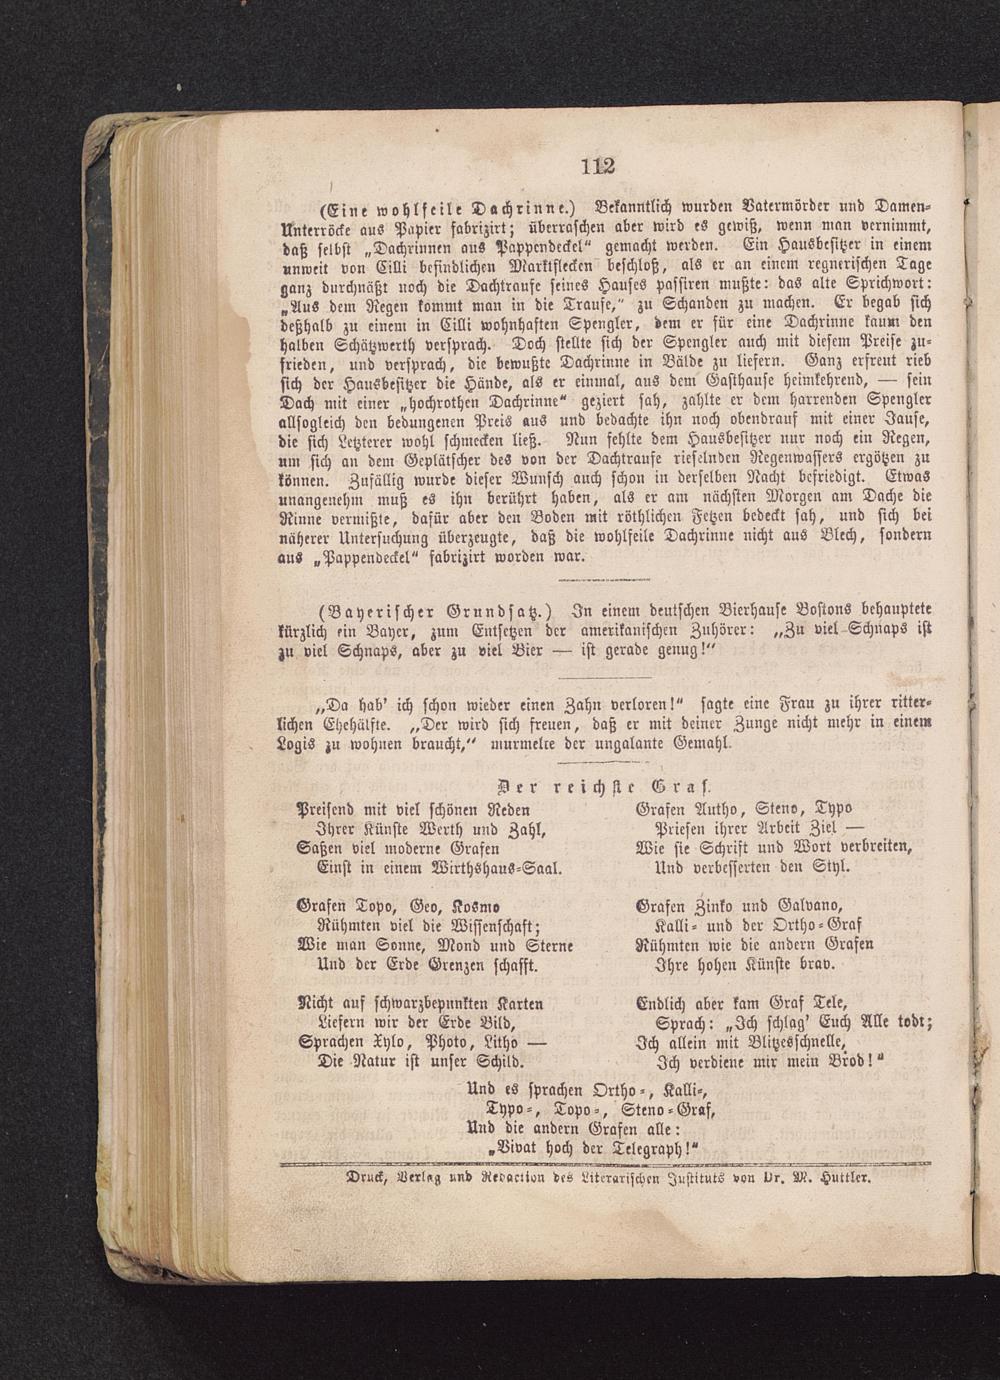 112
(Eine wohlfeile Dachrinne.) Bekanntlich wurden Vatermörder und Damen-
Unterröcke aus Papier fabrizirt; überraschen aber wird es gewiß, wenn man vernimmt,
daß selbst „Dachrinnen aus Pappendeckel“ gemacht werden. Ein Hausbesitzer in einem
unweit von Cilli befindlichen Marktflecken beschloß, als er an einem regnerischen Tage
ganz durchnäßt noch die Dachtraufe seines Hauses passiren mußte: das alte Sprichwort:
„Aus dem Regen kommt man in die Traufe,“ zu Schanden zu machen. Er begab sich
deßhalb zu einem in Cilli wohnhaften Spengler, dem er für eine Dachrinne kaum den
halben Schätzwerth versprach. Doch stellte sich der Spengler auch mit diesem Preise zu-
frieden, und versprach, die bewußte Dachrinne in Bälde zu liefern. Ganz erfreut rieb
sich der Hausbesitzer die Hände, als er einmal, aus dem Gasthause heimkehrend, — sein
Dach mit einer „hochrothen Dachrinne“ geziert sah, zahlte er dem harrenden Spengler
allsogleich den bedungenen Preis aus und bedachte ihn noch obendrauf mit einer Jause,
die sich Letzterer wohl schmecken ließ. Nun fehlte dem Hausbesitzer nur noch ein Regen,
um sich an dem Geplätscher des von der Dachtraufe rieselnden Regenwassers ergötzen zu
können. Zufällig wurde dieser Wunsch auch schon in derselben Nacht befriedigt. Etwas
unangenehm muß es ihn berührt haben, als er am nächsten Morgen am Dache die
Rinne vermißte, dafür aber den Boden mit röthlichen Fetzen bedeckt sah, und sich bei
näherer Untersuchung überzeugte, daß die wohlfeile Dachrinne nicht aus Blech, sondern
aus „Pappendeckel“ fabrizirt worden war.
(Bayerischer Grundsatz.) In einem deutschen Bierhause Bostons behauptete
kürzlich ein Bayer, zum Entsetzen der amerikanischen Zuhörer: „Zu viel Schnaps ist
zu viel Schnaps, aber zu viel Bier — ist gerade genug!“
„Da hab' ich schon wieder einen Zahn verloren!“ sagte eine Frau zu ihrer ritter-
lichen Ehehälfte. „Der wird sich freuen, daß er mit deiner Zunge nicht mehr in einem
Logis zu wohnen braucht,“ murmelte der ungalante Gemahl.
Der reichste Graf.
Preisend mit viel schönen Reden
Ihrer Künste Werth und Zahl,
Saßen viel moderne Grafen
Einst in einem Wirthshaus-Saal.
Grafen Topo, Geo, Kosmo
Rühmten viel die Wissenschaft;
Wie man Sonne, Mond und Sterne
Und der Erde Grenzen schafft.
Nicht auf schwarzbepunkten Karten
Liefern wir der Erde Bild,
Sprachen Xylo, Photo, Litho —
Die Natur ist unser Schild.
Grafen Autho, Steno, Typo
Priesen ihrer Arbeit Ziel —
Wie sie Schrift und Wort verbreiten,
Und verbesserten den Styl.
Grafen Zinko und Galvano,
Kalli- und der Ortho-Graf
Rühmten wie die andern Grafen
Ihre hohen Künste brav.
Endlich aber kam Graf Tele,
Sprach: „Ich schlag' Euch Alle todt;
Ich allein mit Blitzesschnelle,
Ich verdiene mir mein Brod!“
Und es sprachen Ortho-, Kalli-,
Typo-, Topo-, Steno-Graf,
Und die andern Grafen alle:
„Vivat hoch der Telegraph!“
Druck, Verlag und Redaction des Literarischen Instituts von Dr. M. Huttler.